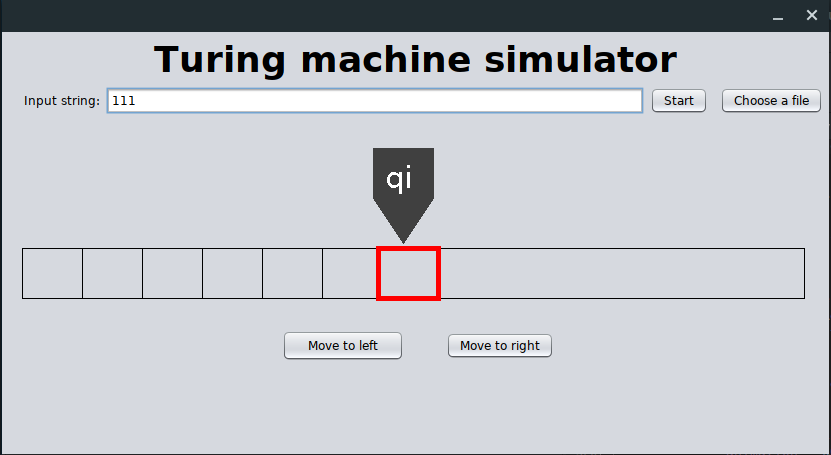 Turing machine simulator
Input string: 111 Start Choose a file
qi
Move to left Move to right